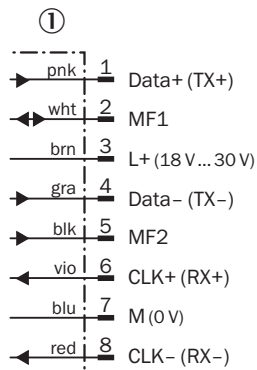 ①
pnk 1 Data+ (TX+)
wht 2 MF1
brn 3 L+ (18 V... 30 V)
gra 4 Data– (TX–)
blk 5 MF2
vio 6 CLK+ (RX+)
blu 7 M (0 V)
red 8 CLK– (RX–)